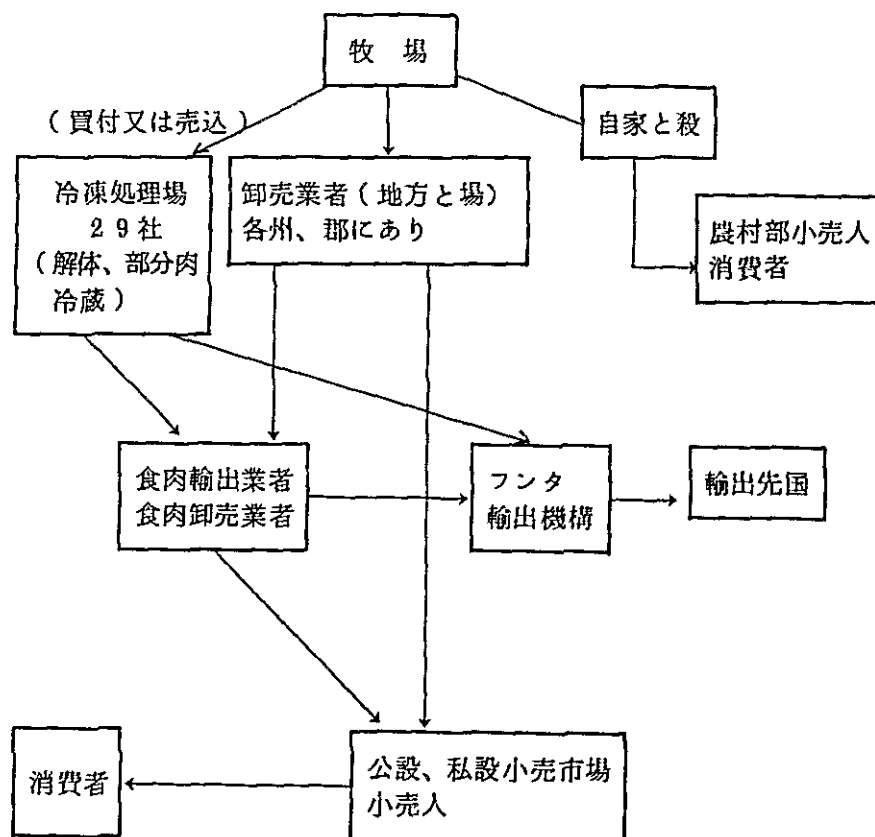 牧　場
（買付又は売込）
自家と殺
冷凍処理場
２９社
（解体、部分肉
冷蔵）
卸売業者（地方と場）
各州、郡にあり
農村部小売人
消費者
食肉輸出業者
食肉卸売業者
フンタ
輸出機構
輸出先国
消費者
公設、私設小売市場
小売人